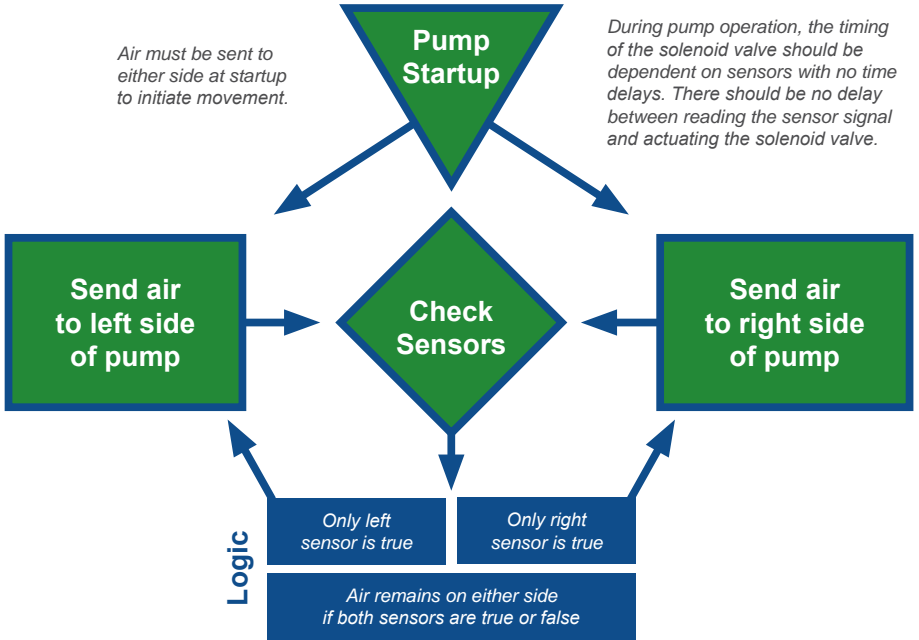 Air must be sent to
either side at startup
to initiate movement.
Pump
Startup
During pump operation, the timing
of the solenoid valve should be
dependent on sensors with no time
delays. There should be no delay
between reading the sensor signal
and actuating the solenoid valve.
Send air
to left side
of pump
Check
Sensors
Send air
to right side
of pump
Logic
Only left
sensor is true
Only right
sensor is true
Air remains on either side
if both sensors are true or false